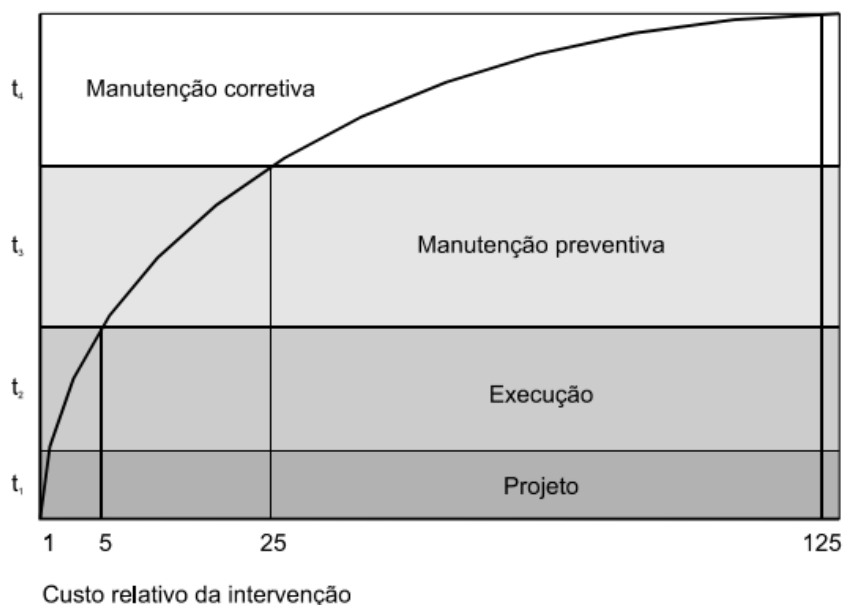 t₄ Manutenção corretiva
t₃ Manutenção preventiva
t₂ Execução
t₁ Projeto
1 5 25 125
Custo relativo da intervenção